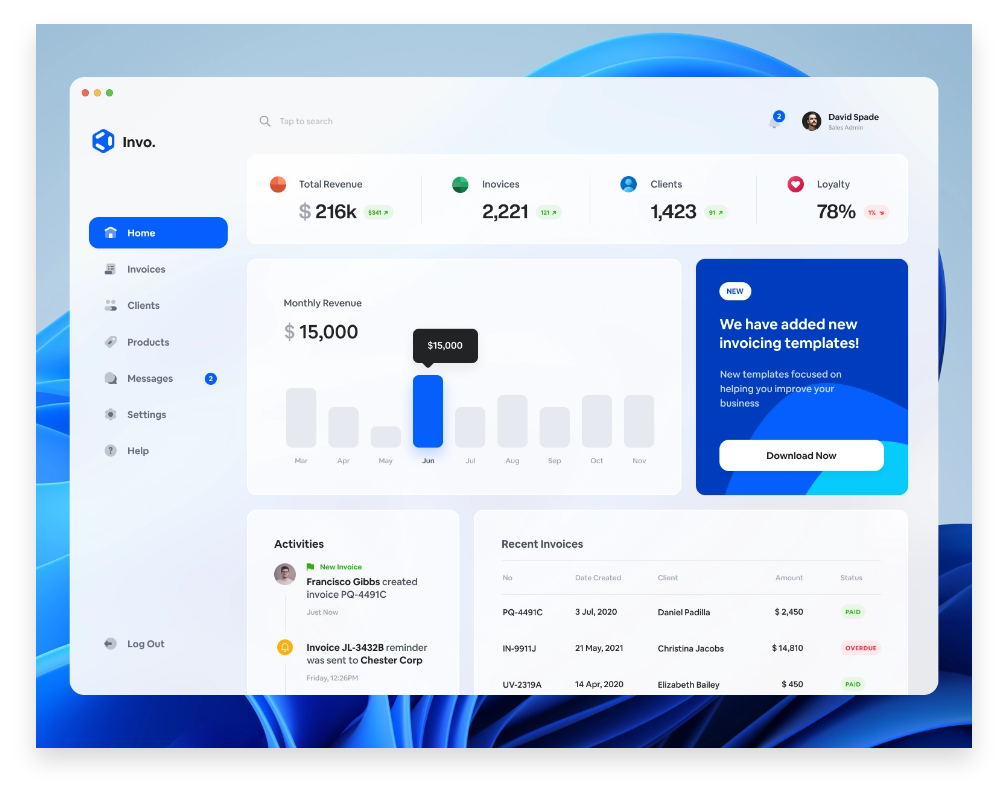 Tap to search
2
David Spade
Sales Admin
Invo.
Home
Invoices
Clients
Products
Messages 2
Settings
Help
Log Out
Total Revenue
$ 216k $341
Inovices
2,221 121
Clients
1,423 91
Loyalty
78% 1%
Monthly Revenue
$ 15,000
$15,000
Mar Apr May Jun Jul Aug Sep Oct Nov
NEW
We have added new
invoicing templates!
New templates focused on
helping you improve your
business
Download Now
Activities
New Invoice
Francisco Gibbs created
invoice PQ-4491C
Just Now
Invoice JL-3432B reminder
was sent to Chester Corp
Friday, 12:26PM
Recent Invoices
No Date Created Client Amount Status
PQ-4491C 3 Jul, 2020 Daniel Padilla $ 2,450 PAID
IN-9911J 21 May, 2021 Christina Jacobs $ 14,810 OVERDUE
UV-2319A 14 Apr, 2020 Elizabeth Bailey $ 450 PAID